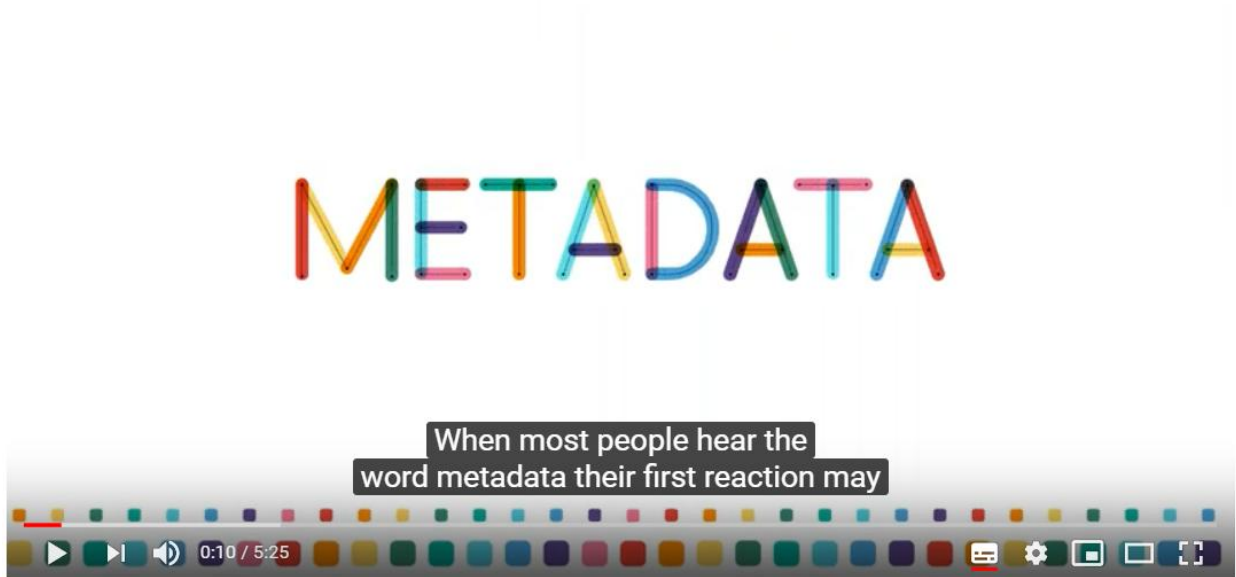 METADATA
When most people hear the
word metadata their first reaction may
0:10 / 5:25